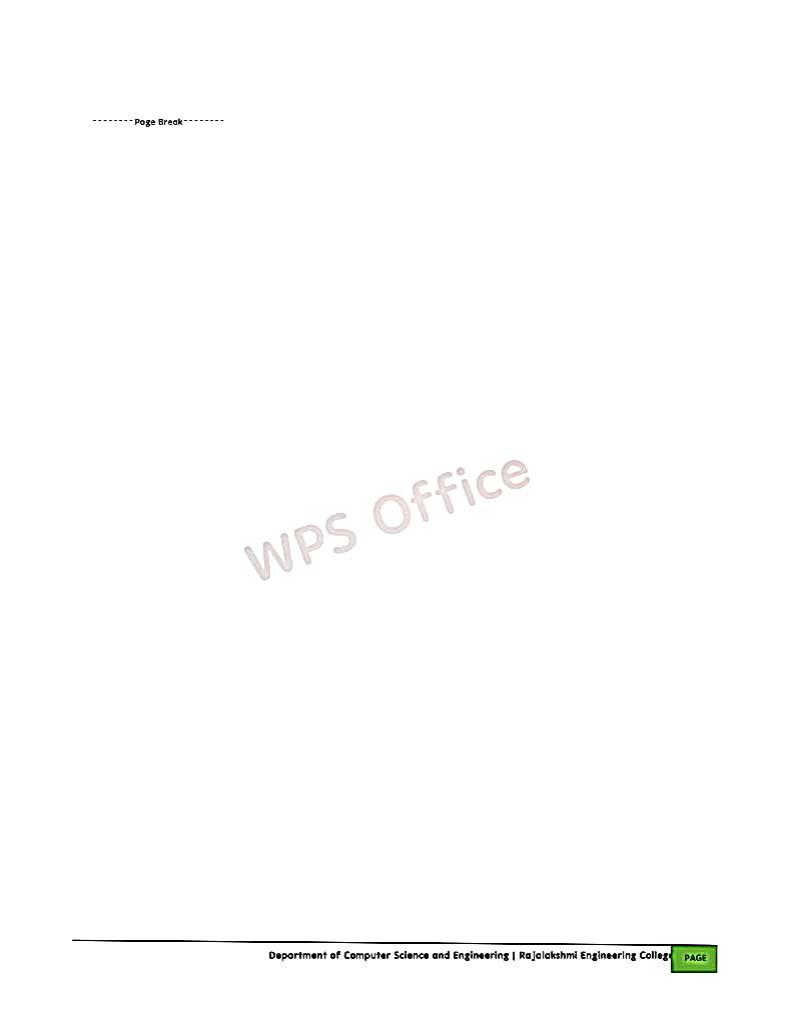 --------Page Break--------
WPS Office
Department of Computer Science and Engineering | Rajalakshmi Engineering College
PAGE